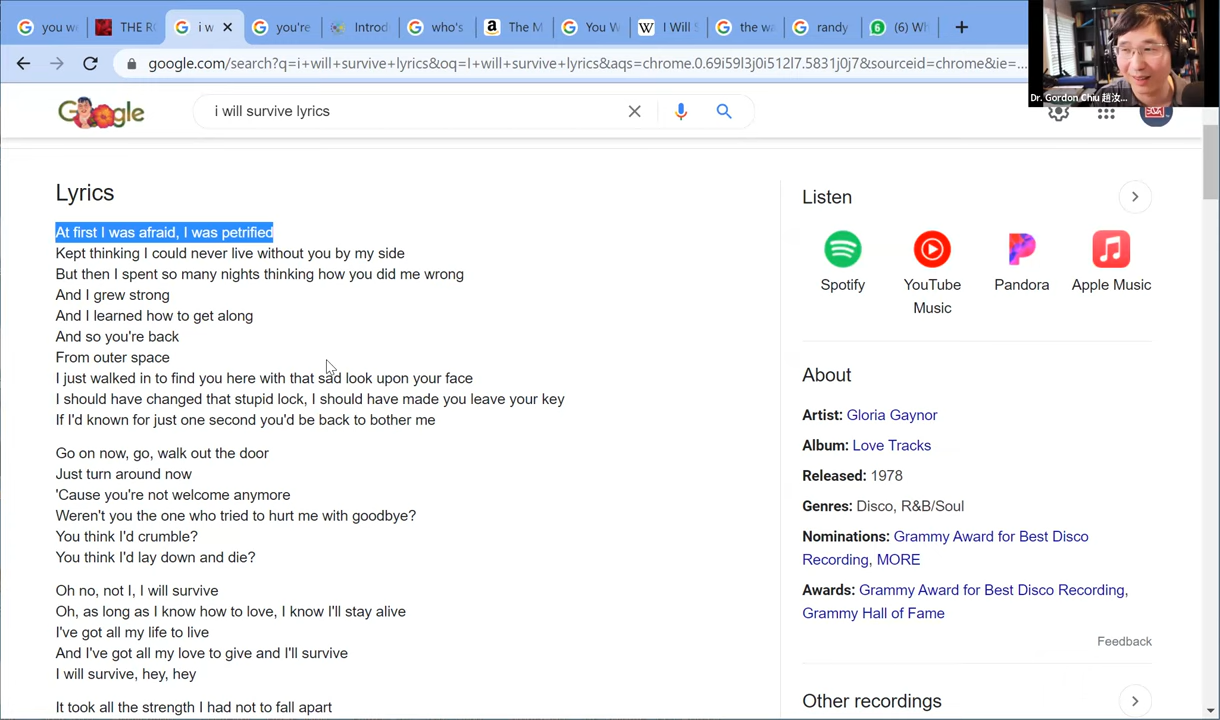 you we
THE RO
i w
you're
Introd
who's
The M
You W
I Will S
the wa
randy
(6) Wh
google.com/search?q=i+will+survive+lyrics&oq=I+will+survive+lyrics&aqs=chrome.0.69i59l3j0i512l7.5831j0j7&sourceid=chrome&ie=...
Dr. Gordon Chiu 趙汝...
i will survive lyrics
Lyrics
At first I was afraid, I was petrified
Kept thinking I could never live without you by my side
But then I spent so many nights thinking how you did me wrong
And I grew strong
And I learned how to get along
And so you're back
From outer space
I just walked in to find you here with that sad look upon your face
I should have changed that stupid lock, I should have made you leave your key
If I'd known for just one second you'd be back to bother me
Go on now, go, walk out the door
Just turn around now
'Cause you're not welcome anymore
Weren't you the one who tried to hurt me with goodbye?
You think I'd crumble?
You think I'd lay down and die?
Oh no, not I, I will survive
Oh, as long as I know how to love, I know I'll stay alive
I've got all my life to live
And I've got all my love to give and I'll survive
I will survive, hey, hey
It took all the strength I had not to fall apart
Listen
Spotify
YouTube Music
Pandora
Apple Music
About
Artist: Gloria Gaynor
Album: Love Tracks
Released: 1978
Genres: Disco, R&B/Soul
Nominations: Grammy Award for Best Disco
Recording, MORE
Awards: Grammy Award for Best Disco Recording,
Grammy Hall of Fame
Feedback
Other recordings